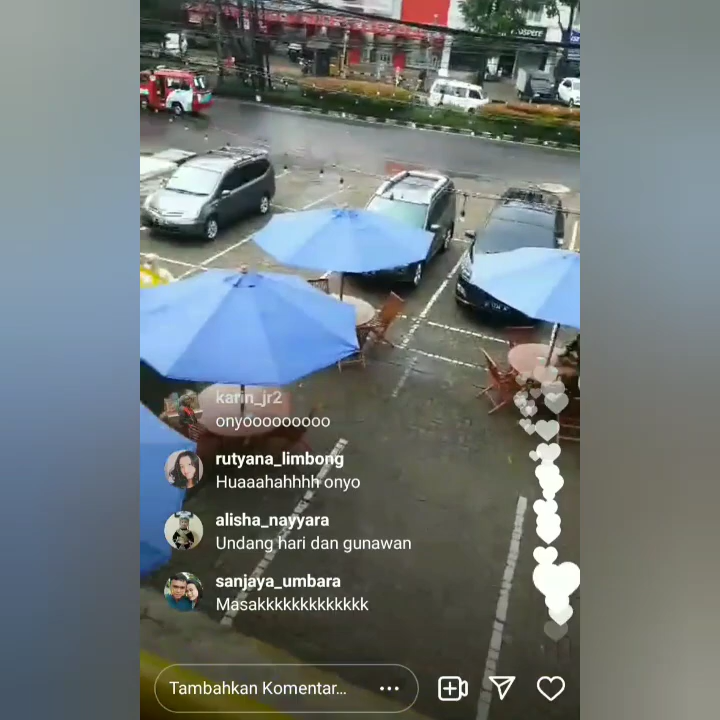 karin_jr2
onyooooooooo
rutyana_limbong
Huaaahahhhh onyo
alisha_nayyara
Undang hari dan gunawan
sanjaya_umbara
Masakkkkkkkkkkkkk
Tambahkan Komentar...